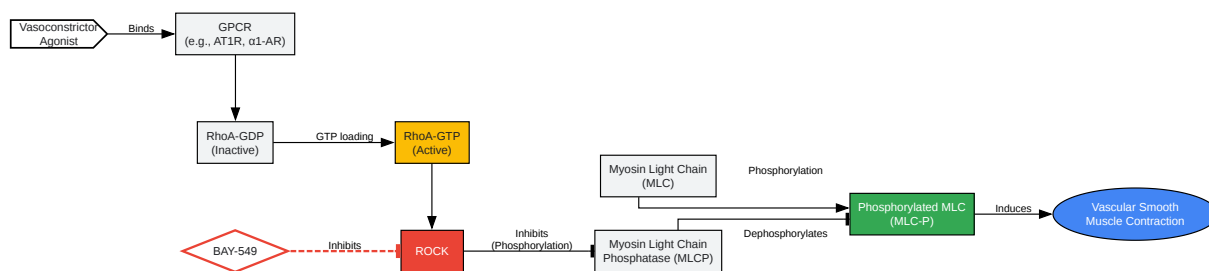 Vasoconstrictor
Agonist
Binds
GPCR
(e.g., AT1R, α1-AR)
RhoA-GDP
(Inactive)
GTP loading
RhoA-GTP
(Active)
Myosin Light Chain
(MLC)
Phosphorylation
Phosphorylated MLC
(MLC-P)
Induces
Vascular Smooth
Muscle Contraction
BAY-549
Inhibits
ROCK
Inhibits
(Phosphorylation)
Myosin Light Chain
Phosphatase (MLCP)
Dephosphorylates